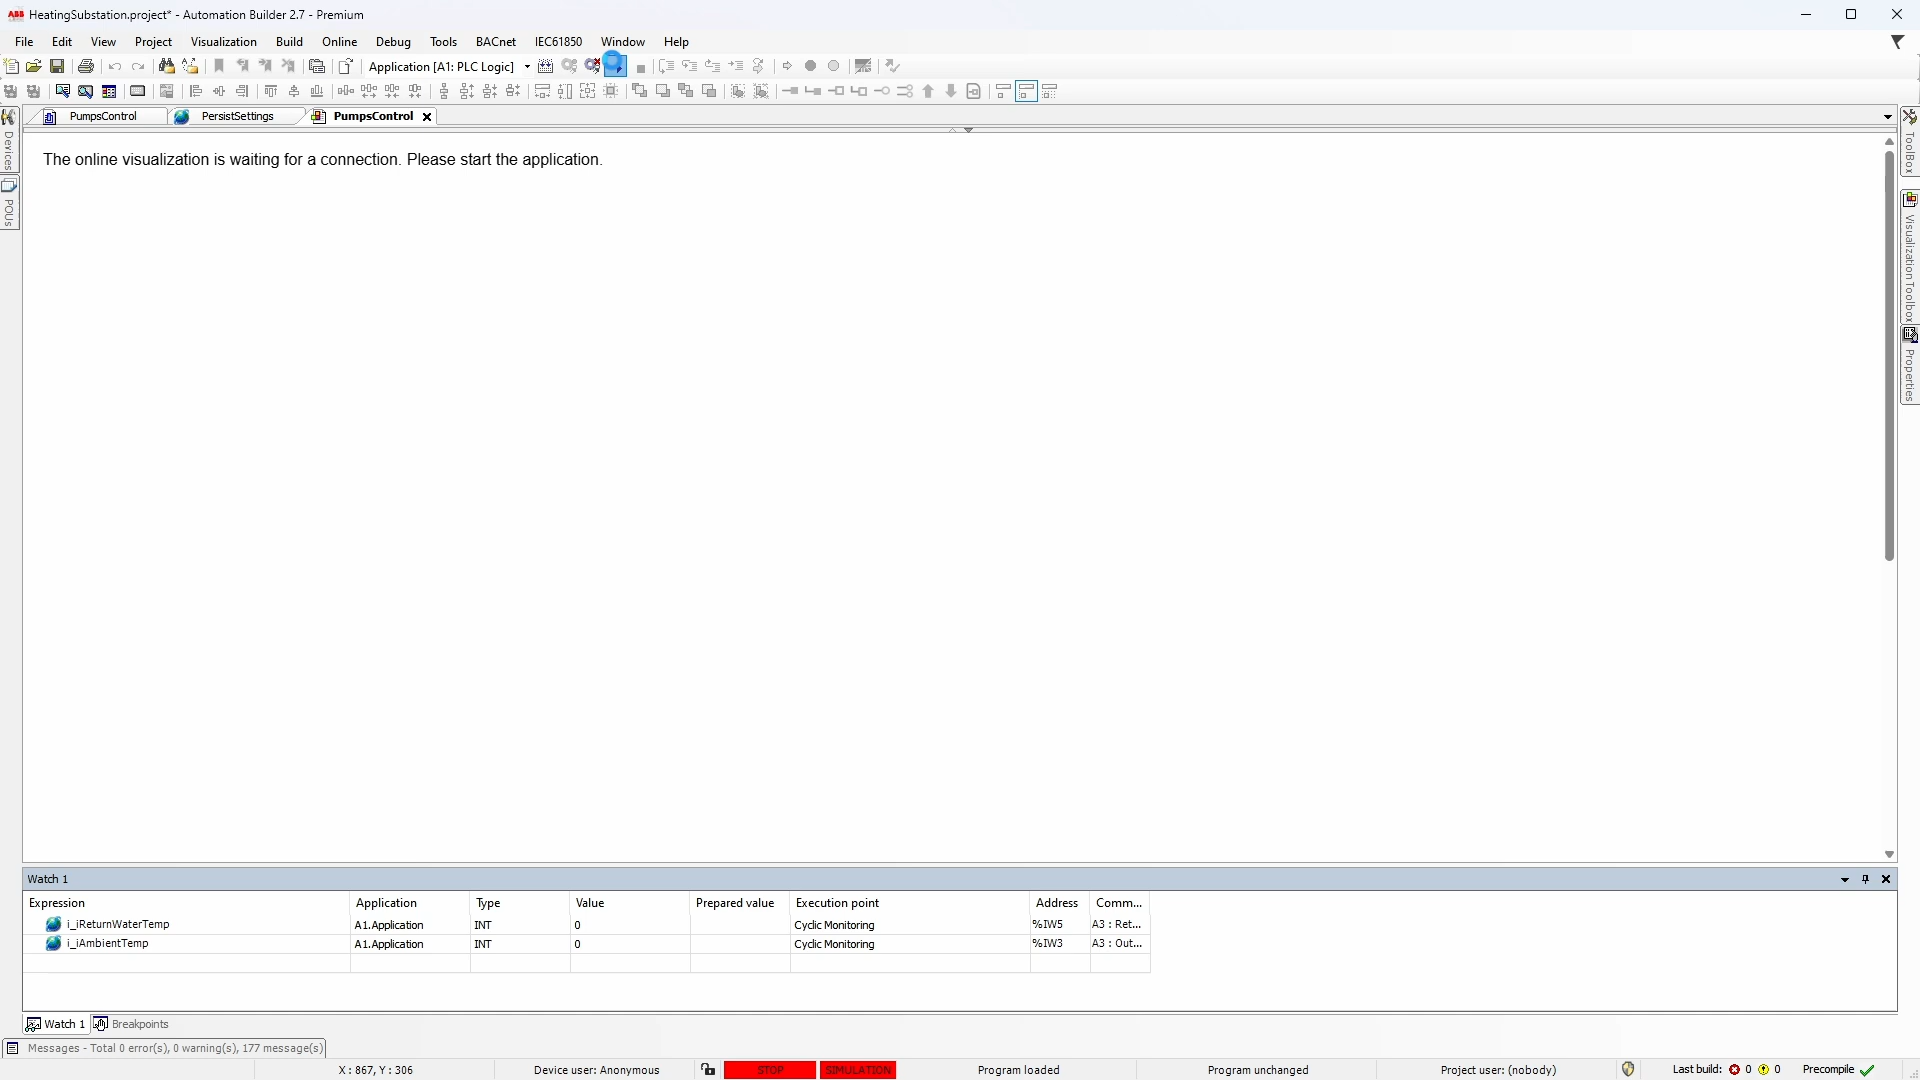 ABB HeatingSubstation.project* - Automation Builder 2.7 - Premium
File Edit View Project Visualization Build Online Debug Tools BACnet IEC61850 Window Help
Application [A1: PLC Logic]
PumpsControl PersistSettings PumpsControl
Devices
POUs
ToolBox
Visualization Toolbox
Properties
The online visualization is waiting for a connection. Please start the application.
Watch 1
Expression Application Type Value Prepared value Execution point Address Comm...
i_iReturnWaterTemp A1.Application INT 0 Cyclic Monitoring %IW5 A3 : Ret...
i_iAmbientTemp A1.Application INT 0 Cyclic Monitoring %IW3 A3 : Out...
Watch 1 Breakpoints
Messages - Total 0 error(s), 0 warning(s), 177 message(s)
X : 867, Y : 306 Device user: Anonymous STOP SIMULATION Program loaded Program unchanged Project user: (nobody) Last build: 0 0 Precompile